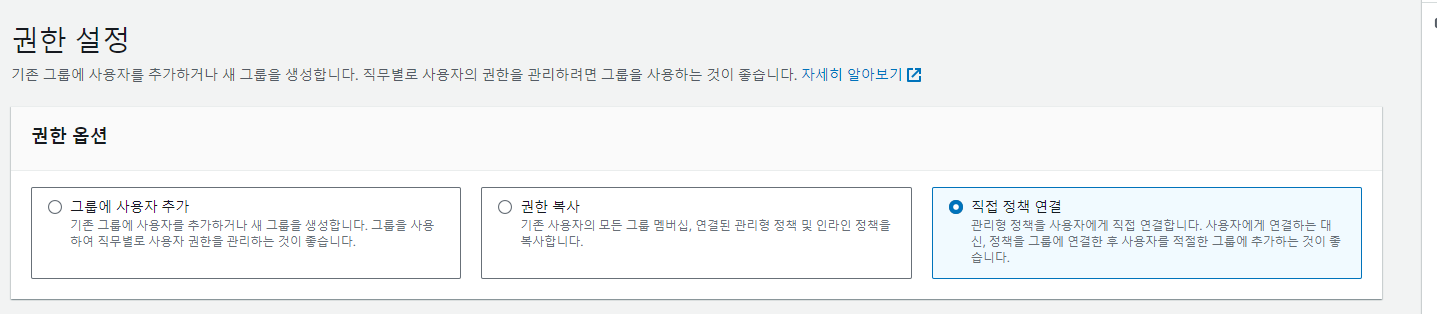 권한 설정
기존 그룹에 사용자를 추가하거나 새 그룹을 생성합니다. 직무별로 사용자의 권한을 관리하려면 그룹을 사용하는 것이 좋습니다. 자세히 알아보기
권한 옵션
그룹에 사용자 추가
기존 그룹에 사용자를 추가하거나 새 그룹을 생성합니다. 그룹을 사용
하여 직무별로 사용자 권한을 관리하는 것이 좋습니다.
권한 복사
기존 사용자의 모든 그룹 멤버십, 연결된 관리형 정책 및 인라인 정책을
복사합니다.
직접 정책 연결
관리형 정책을 사용자에게 직접 연결합니다. 사용자에게 연결하는 대
신, 정책을 그룹에 연결한 후 사용자를 적절한 그룹에 추가하는 것이 좋
습니다.